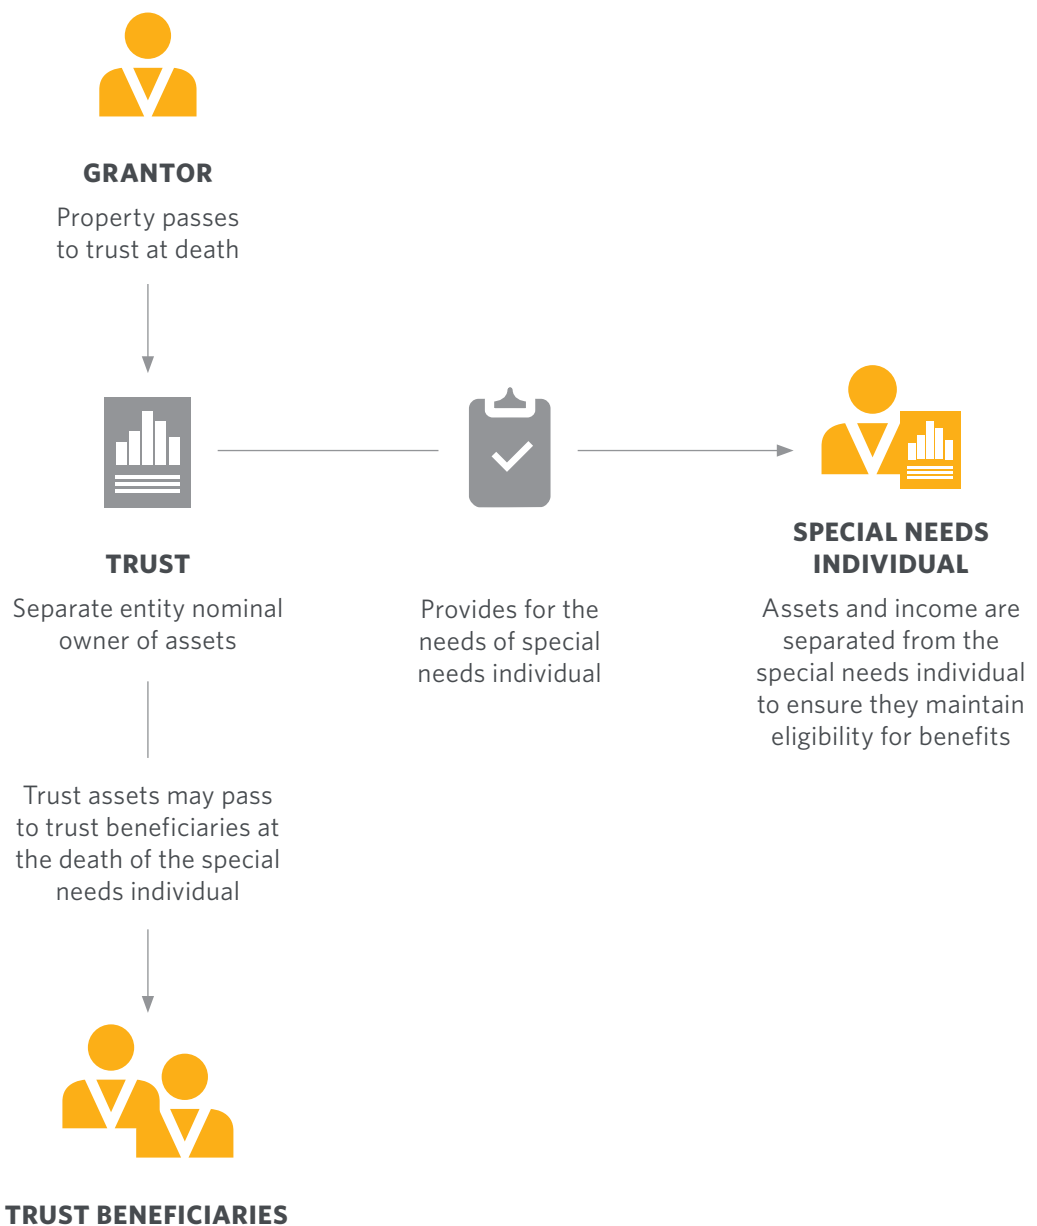 GRANTOR
Property passes
to trust at death
TRUST
Separate entity nominal
owner of assets
Provides for the
needs of special
needs individual
SPECIAL NEEDS
INDIVIDUAL
Assets and income are
separated from the
special needs individual
to ensure they maintain
eligibility for benefits
Trust assets may pass
to trust beneficiaries at
the death of the special
needs individual
TRUST BENEFICIARIES